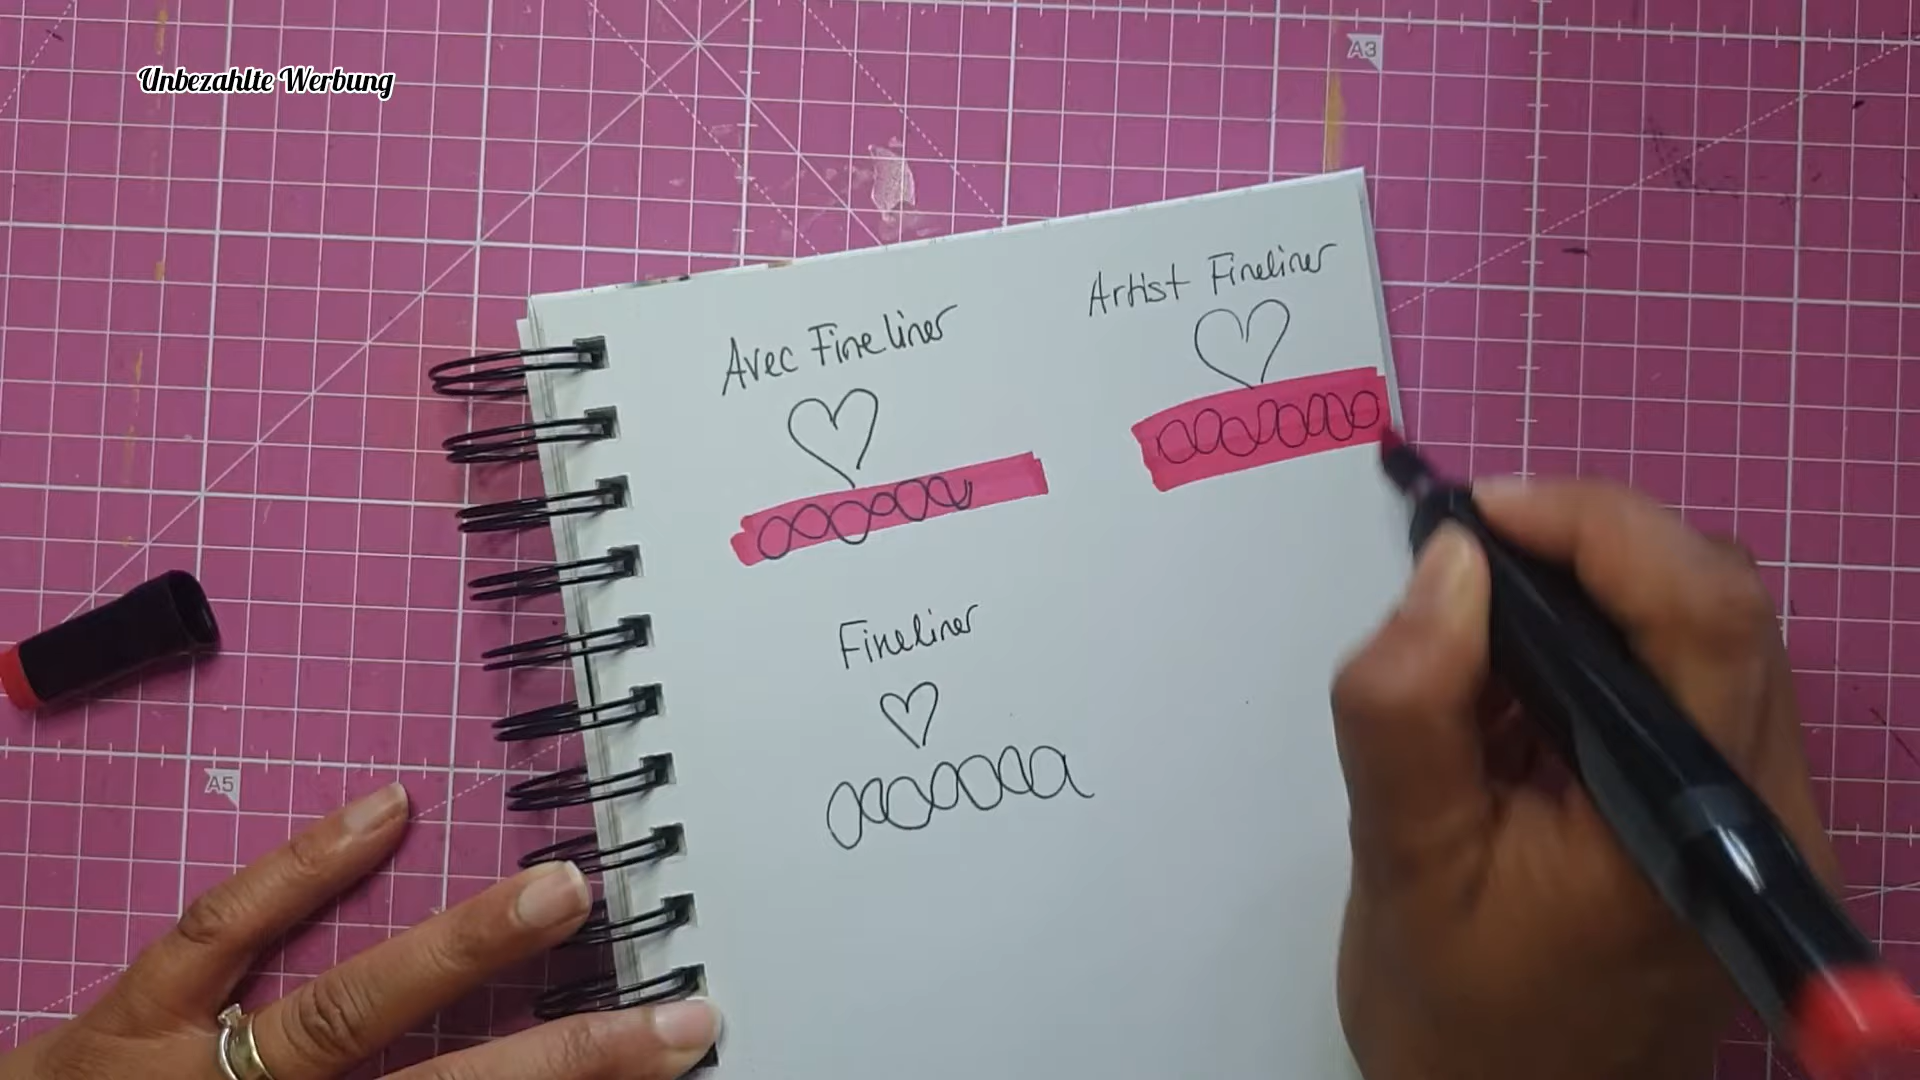 Unbezahlte Werbung
A3
Artist Fineliner
Avec Fineliner
Fineliner
A5